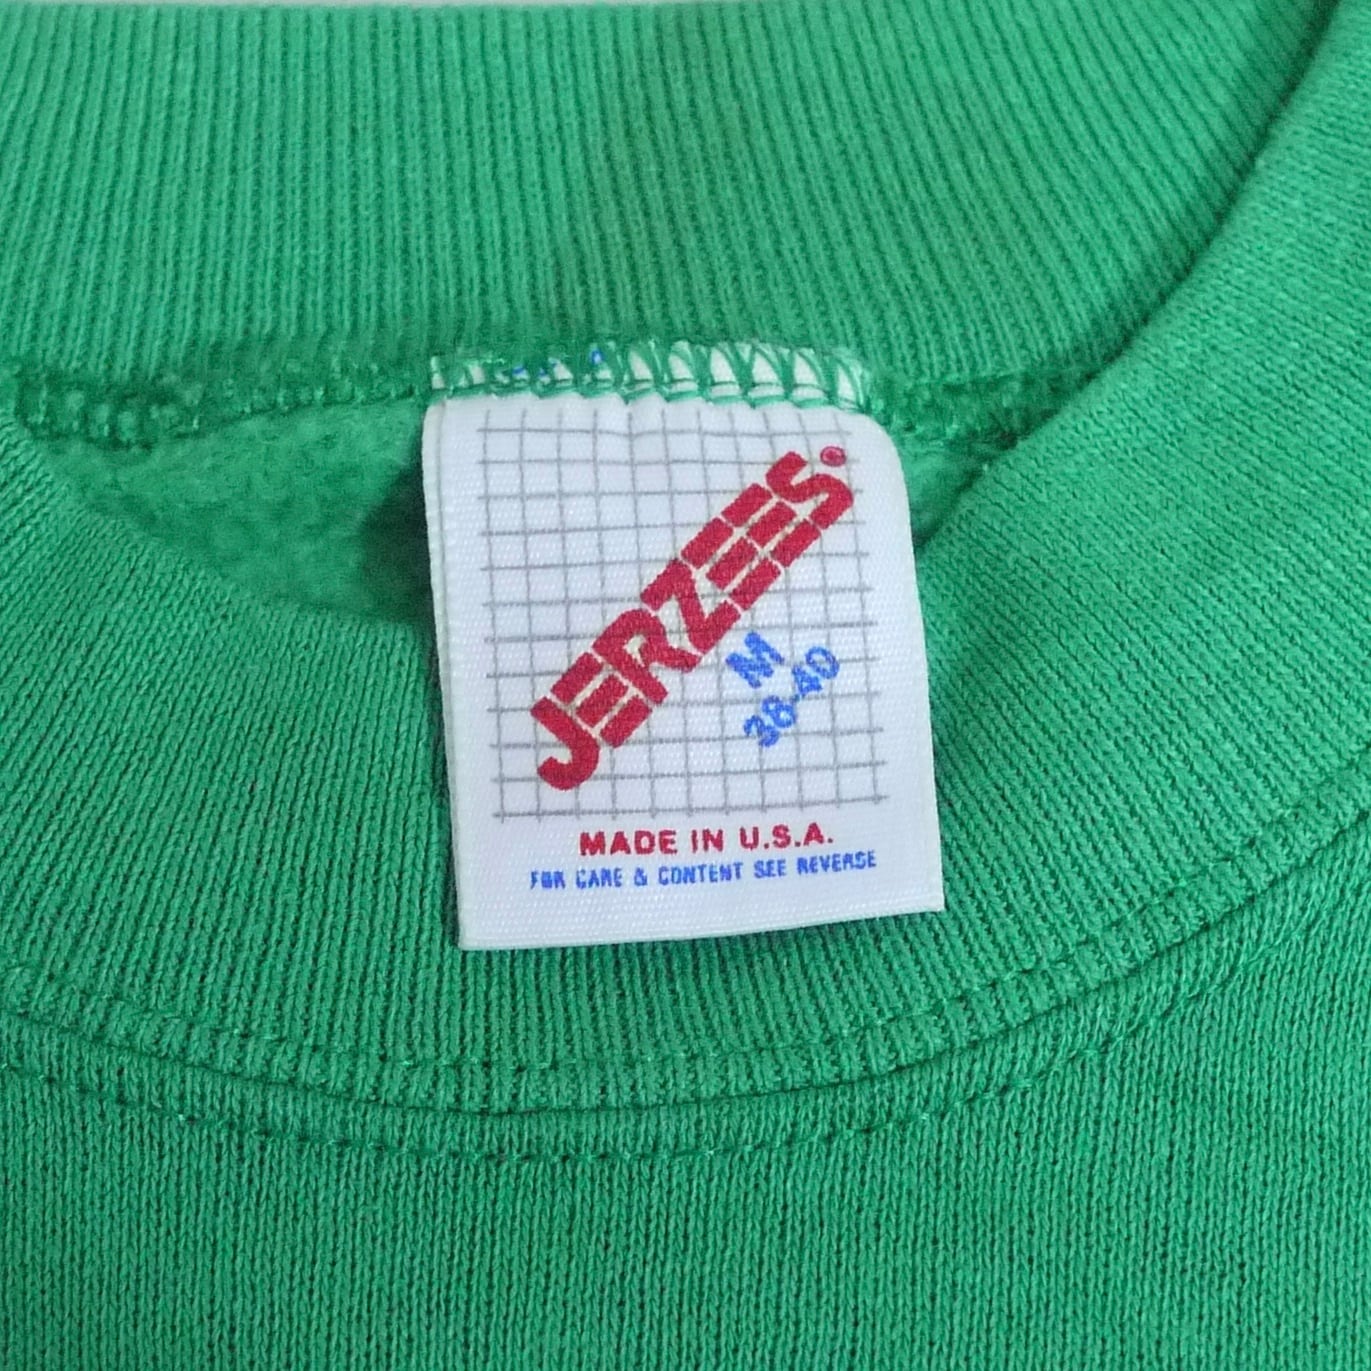 JERZEES®
M
38-40
MADE IN U.S.A.
FOR CARE & CONTENT SEE REVERSE